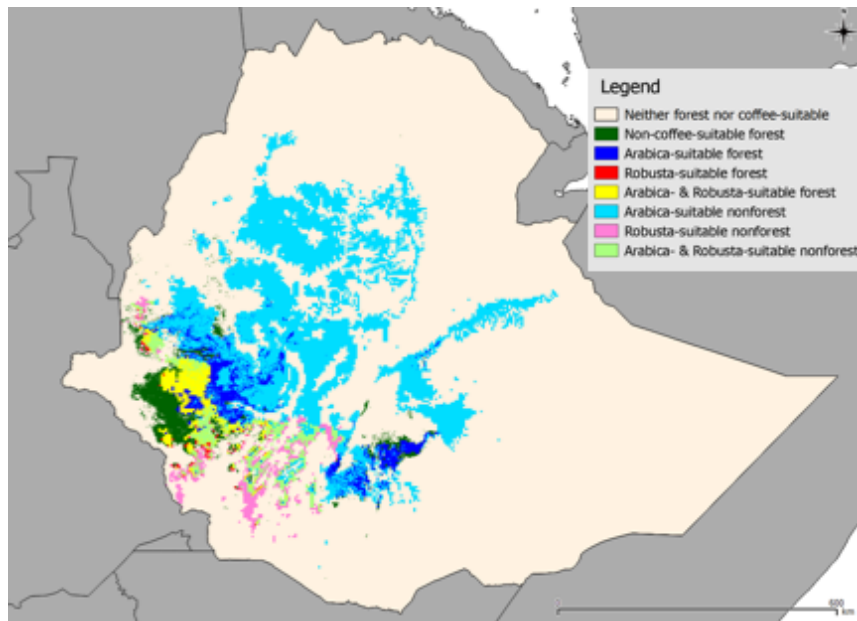 Legend
Neither forest nor coffee-suitable
Non-coffee-suitable forest
Arabica-suitable forest
Robusta-suitable forest
Arabica- & Robusta-suitable forest
Arabica-suitable nonforest
Robusta-suitable nonforest
Arabica- & Robusta-suitable nonforest
0 600
km